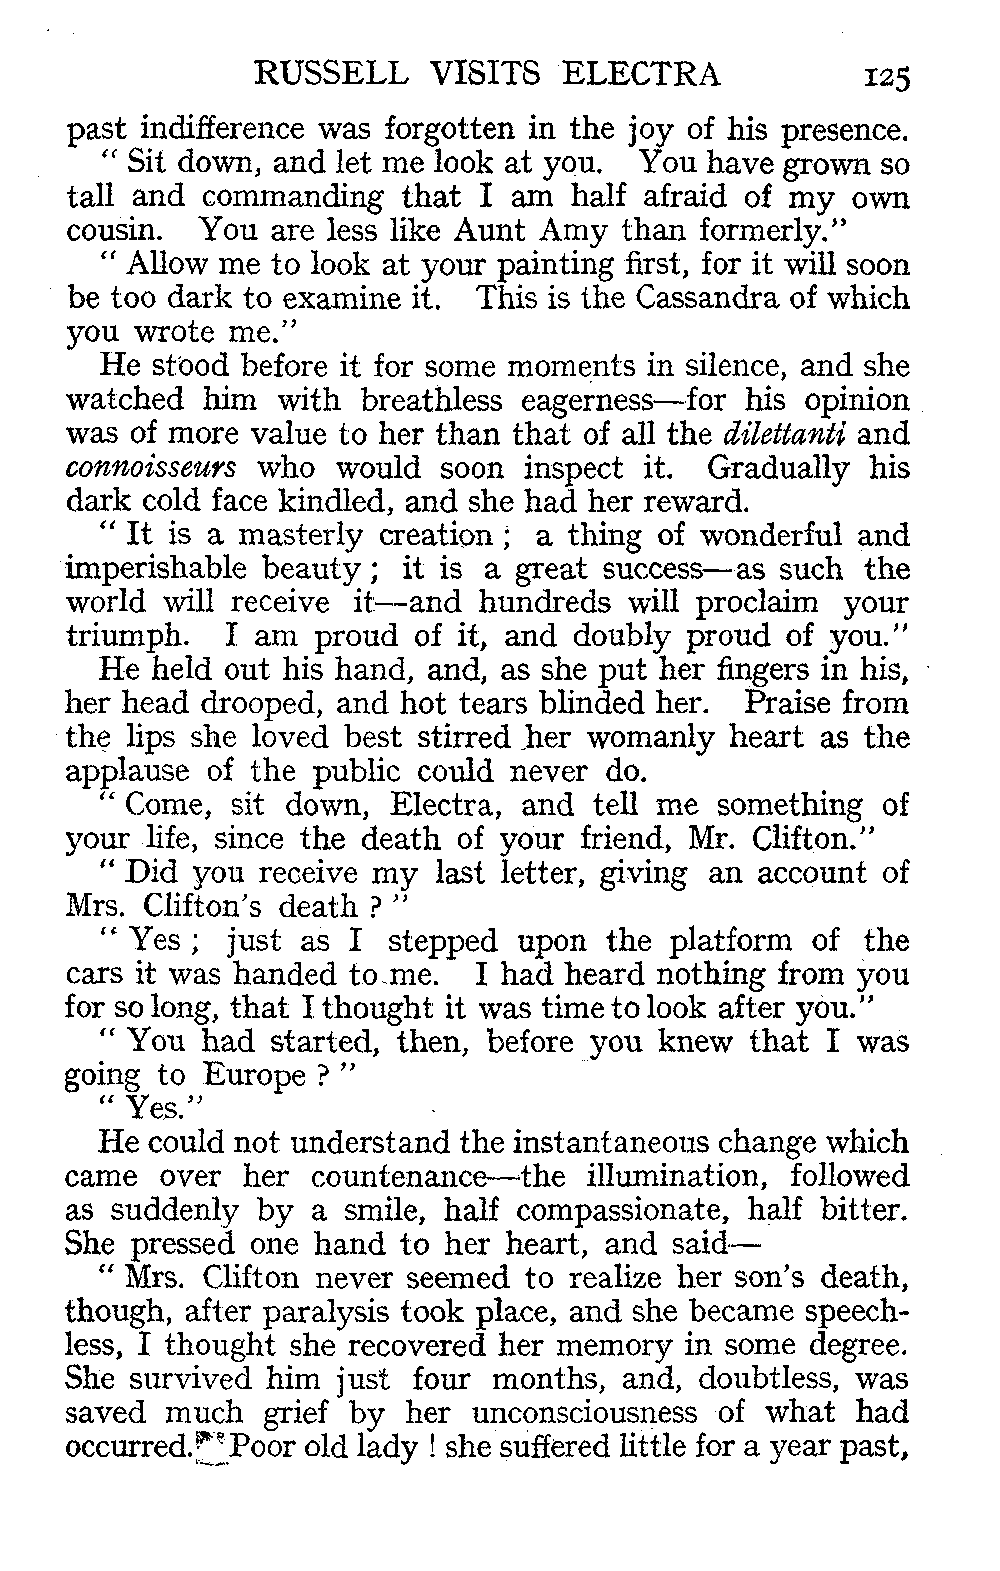 RUSSELL VISITS ELECTRA 125
past indifference was forgotten in the joy of his presence.
“ Sit down, and let me look at you. You have grown so
tall and commanding that I am half afraid of my own
cousin. You are less like Aunt Amy than formerly.”
“ Allow me to look at your painting first, for it will soon
be too dark to examine it. This is the Cassandra of which
you wrote me.”
He stood before it for some moments in silence, and she
watched him with breathless eagerness—for his opinion
was of more value to her than that of all the dilettanti and
connoisseurs who would soon inspect it. Gradually his
dark cold face kindled, and she had her reward.
“ It is a masterly creation ; a thing of wonderful and
imperishable beauty ; it is a great success—as such the
world will receive it—and hundreds will proclaim your
triumph. I am proud of it, and doubly proud of you.”
He held out his hand, and, as she put her fingers in his,
her head drooped, and hot tears blinded her. Praise from
the lips she loved best stirred her womanly heart as the
applause of the public could never do.
“ Come, sit down, Electra, and tell me something of
your life, since the death of your friend, Mr. Clifton.”
“ Did you receive my last letter, giving an account of
Mrs. Clifton’s death ? ”
“ Yes ; just as I stepped upon the platform of the
cars it was handed to me. I had heard nothing from you
for so long, that I thought it was time to look after you.”
“ You had started, then, before you knew that I was
going to Europe ? ”
“ Yes.”
He could not understand the instantaneous change which
came over her countenance—the illumination, followed
as suddenly by a smile, half compassionate, half bitter.
She pressed one hand to her heart, and said—
“ Mrs. Clifton never seemed to realize her son’s death,
though, after paralysis took place, and she became speech-
less, I thought she recovered her memory in some degree.
She survived him just four months, and, doubtless, was
saved much grief by her unconsciousness of what had
occurred. Poor old lady ! she suffered little for a year past,